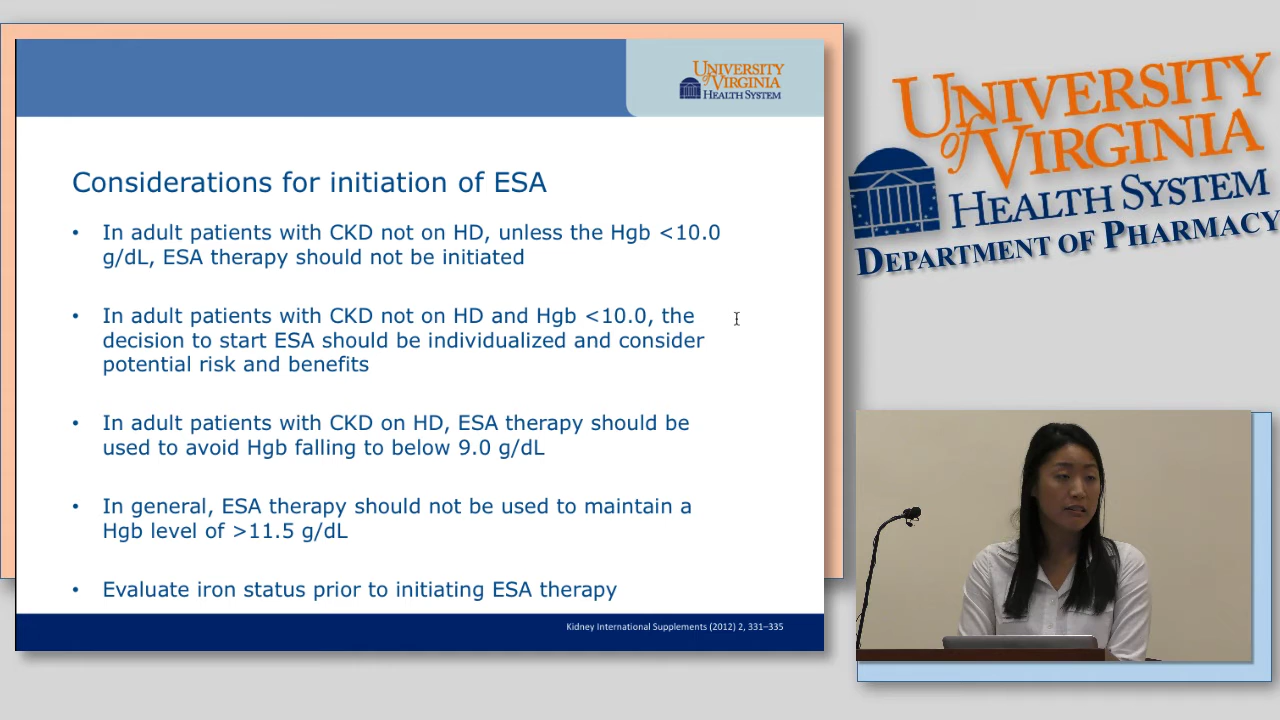 UNIVERSITY
of VIRGINIA
HEALTH SYSTEM
Considerations for initiation of ESA
• In adult patients with CKD not on HD, unless the Hgb <10.0
g/dL, ESA therapy should not be initiated
• In adult patients with CKD not on HD and Hgb <10.0, the
decision to start ESA should be individualized and consider
potential risk and benefits
• In adult patients with CKD on HD, ESA therapy should be
used to avoid Hgb falling to below 9.0 g/dL
• In general, ESA therapy should not be used to maintain a
Hgb level of >11.5 g/dL
• Evaluate iron status prior to initiating ESA therapy
Kidney International Supplements (2012) 2, 331–335
UNIVERSITY
of VIRGINIA
HEALTH SYSTEM
DEPARTMENT OF PHARMACY